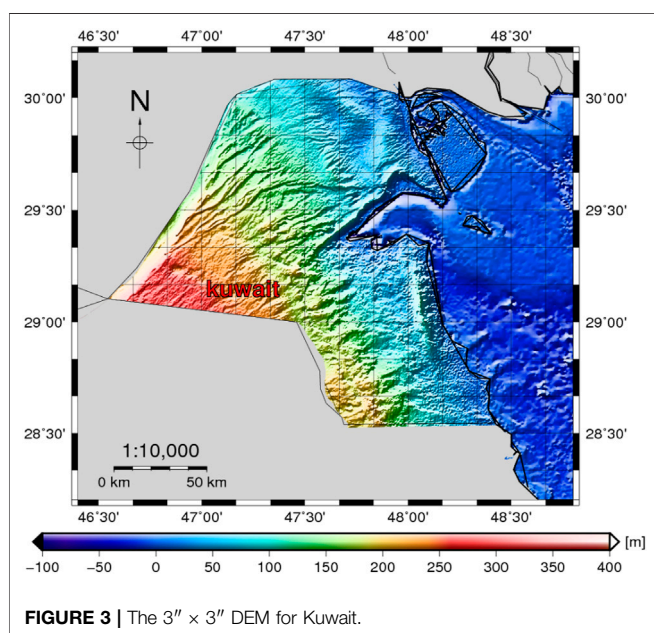 46°30' 47°00' 47°30' 48°00' 48°30'
30°00' 30°00'
N
29°30' 29°30'
kuwait
29°00' 29°00'
28°30' 28°30'
1:10,000
0 km 50 km
46°30' 47°00' 47°30' 48°00' 48°30'
−100 −50 0 50 100 150 200 250 300 350 400 [m]
FIGURE 3 | The 3″ × 3″ DEM for Kuwait.